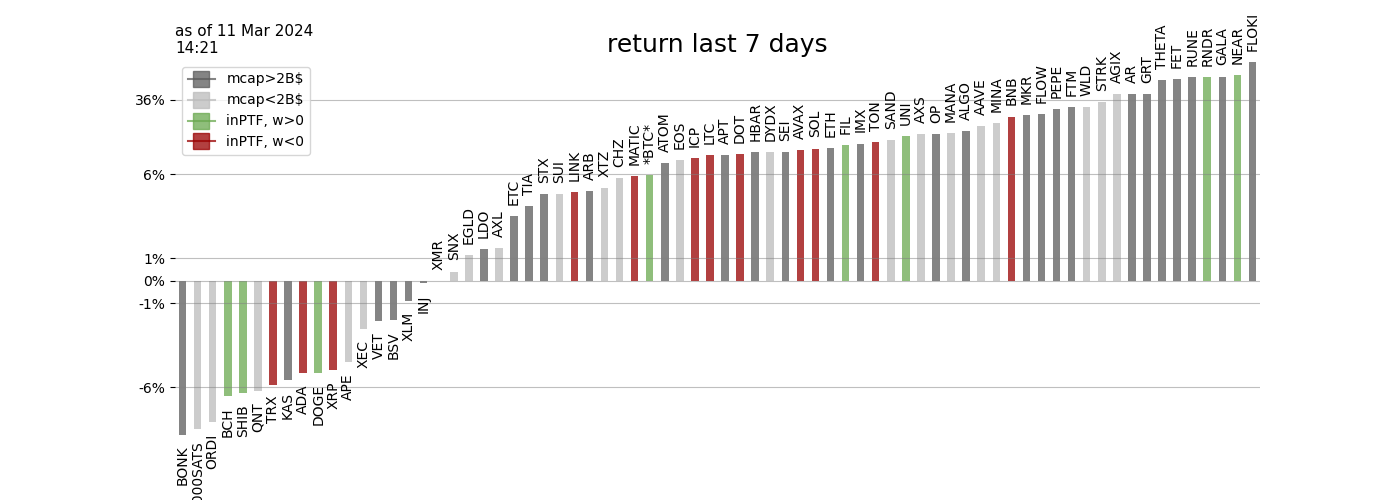 as of 11 Mar 2024
14:21
return last 7 days
mcap>2B$
mcap<2B$
inPTF, w>0
inPTF, w<0
36%
6%
1%
0%
-1%
-6%
BONK
000SATS
ORDI
BCH
SHIB
QNT
TRX
KAS
ADA
DOGE
XRP
APE
XEC
VET
BSV
XLM
INJ
XMR
SNX
EGLD
LDO
AXL
ETC
TIA
STX
SUI
LINK
ARB
XTZ
CHZ
MATIC
*BTC*
ATOM
EOS
ICP
LTC
APT
DOT
HBAR
DYDX
SEI
AVAX
SOL
ETH
FIL
IMX
TON
SAND
UNI
AXS
OP
MANA
ALGO
AAVE
MINA
BNB
MKR
FLOW
PEPE
FTM
WLD
STRK
AGIX
AR
GRT
THETA
FET
RUNE
RNDR
GALA
NEAR
FLOKI